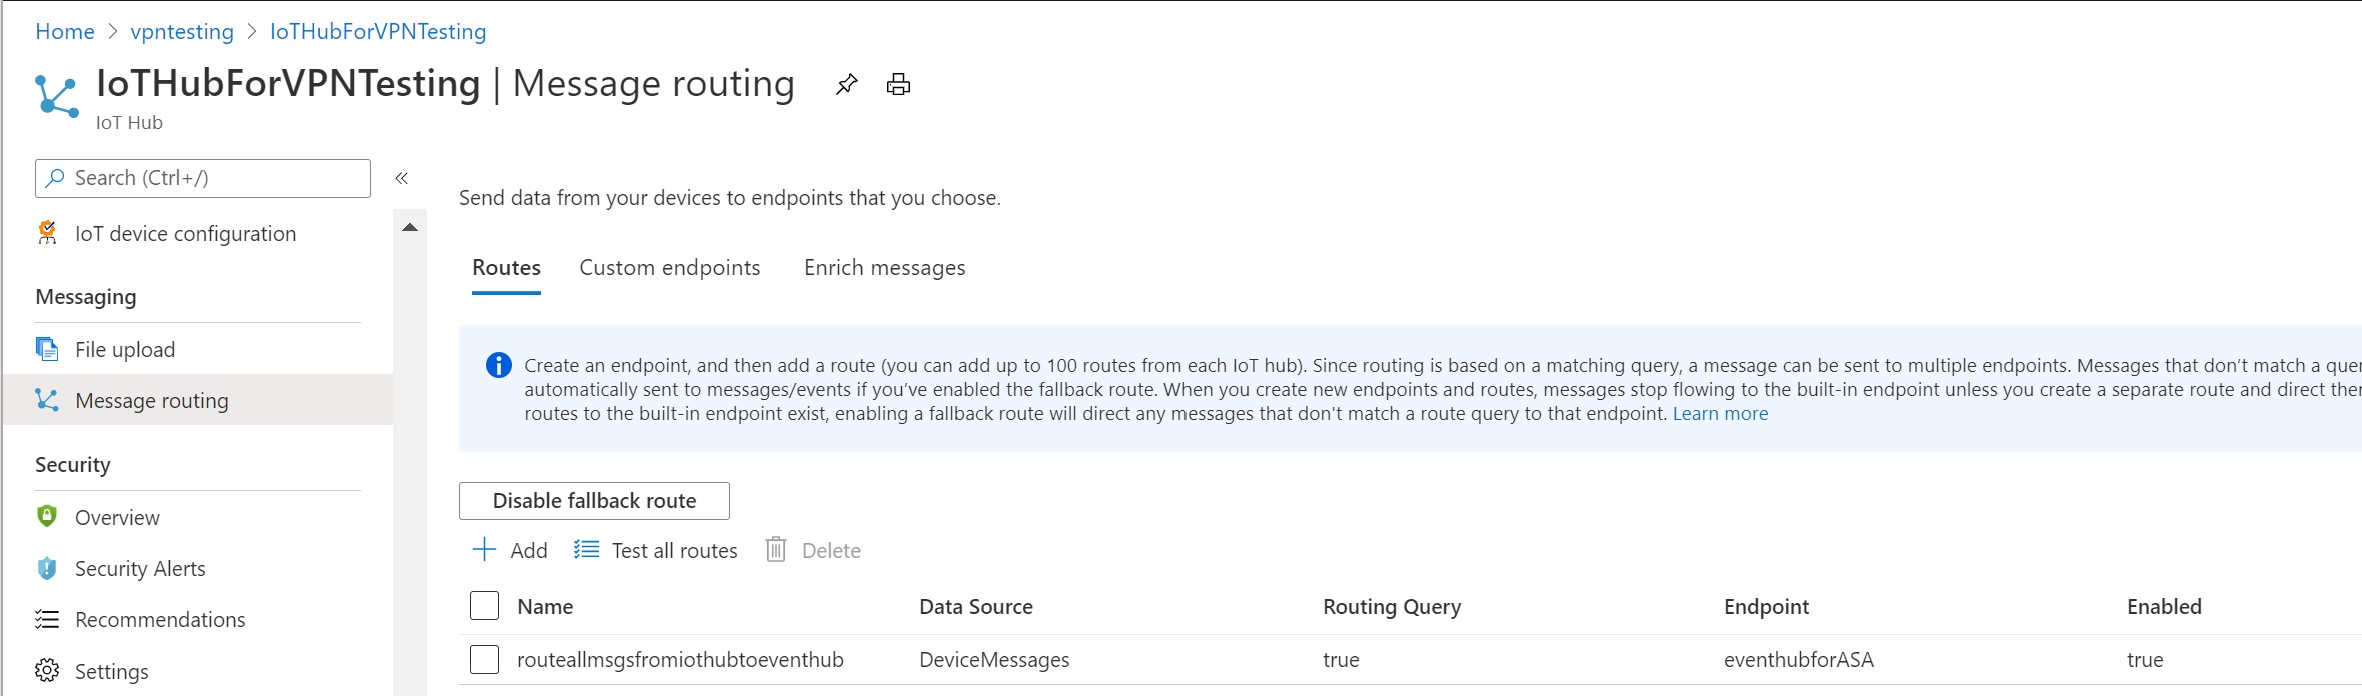 Home > vpntesting > IoTHubForVPNTesting
IoTHubForVPNTesting | Message routing
IoT Hub
Search (Ctrl+/)
«
IoT device configuration
Messaging
File upload
Message routing
Security
Overview
Security Alerts
Recommendations
Settings
Send data from your devices to endpoints that you choose.
Routes Custom endpoints Enrich messages
Create an endpoint, and then add a route (you can add up to 100 routes from each IoT hub). Since routing is based on a matching query, a message can be sent to multiple endpoints. Messages that don’t match a
automatically sent to messages/events if you’ve enabled the fallback route. When you create new endpoints and routes, messages stop flowing to the built-in endpoint unless you create a separate route and direct
routes to the built-in endpoint exist, enabling a fallback route will direct any messages that don't match a route query to that endpoint. Learn more
Disable fallback route
+ Add Test all routes Delete
Name Data Source Routing Query Endpoint Enabled
routeallmsgsfromiothubtoeventhub DeviceMessages true eventhubforASA true